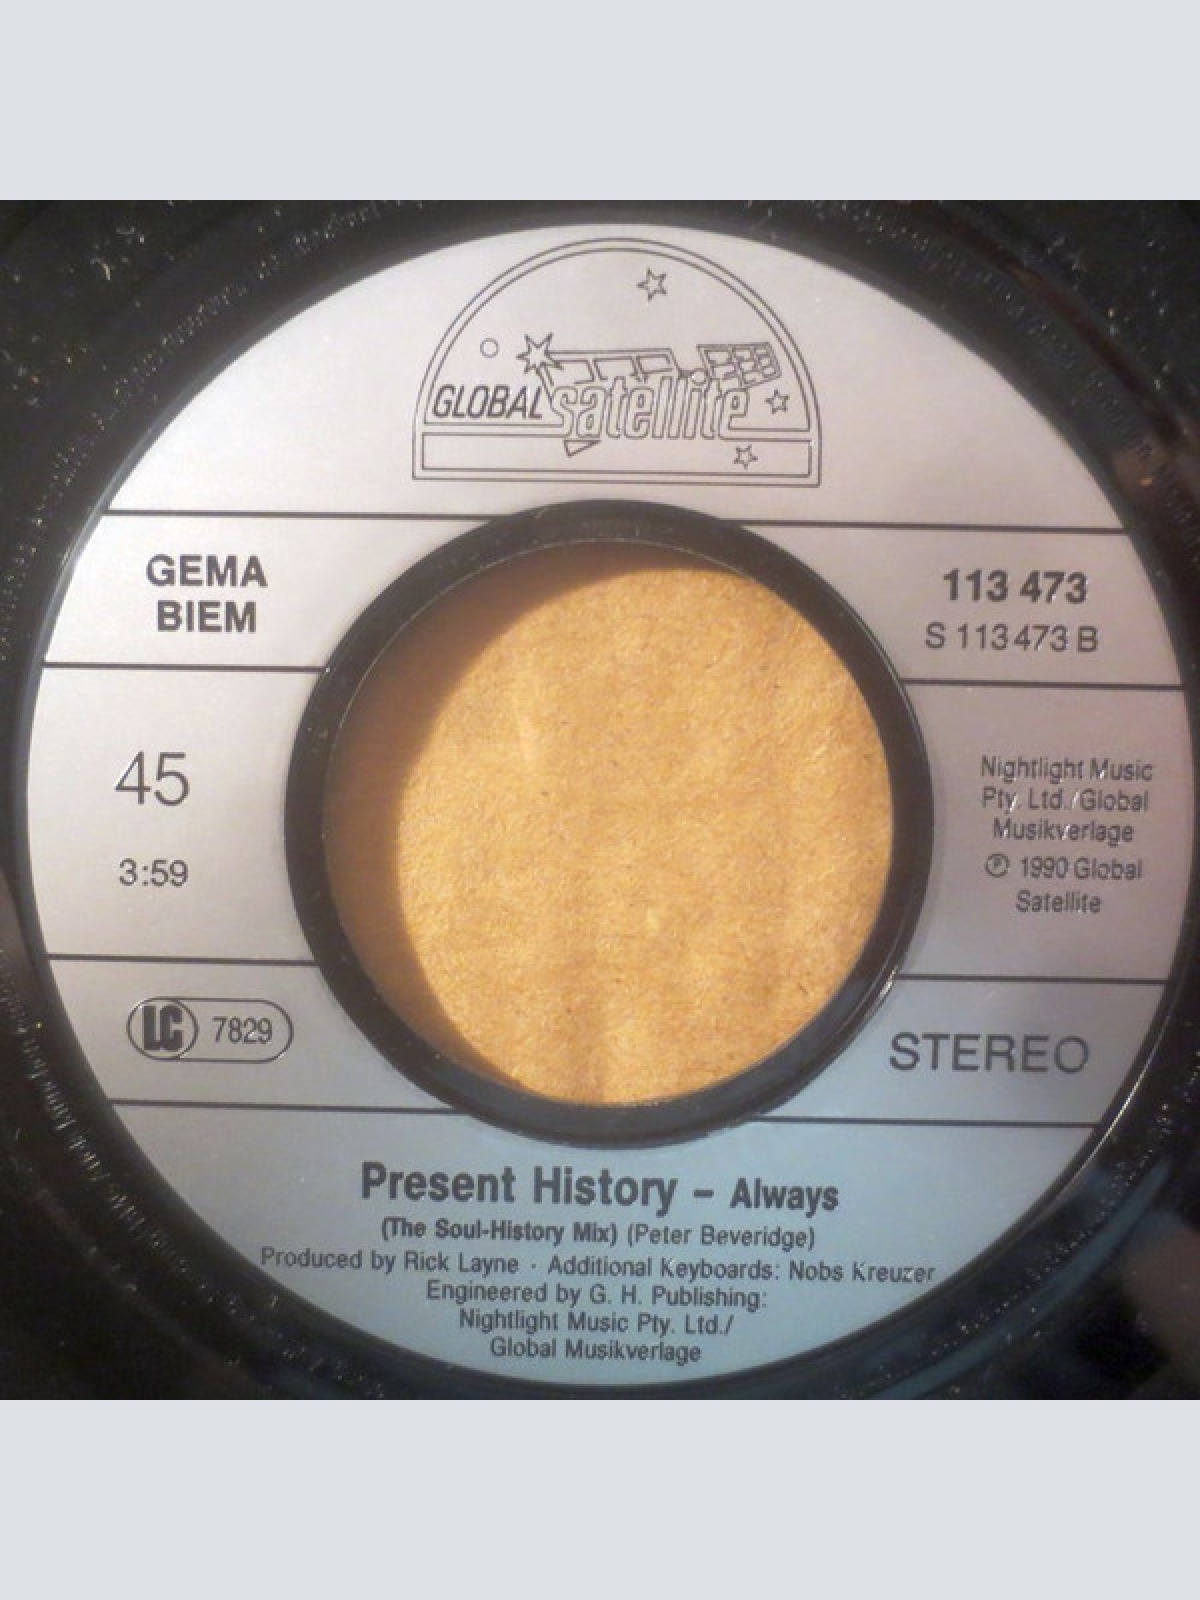 GLOBAL satellite
GEMA
BIEM
113 473
S 113 473 B
45
3:59
Nightlight Music
Pty. Ltd./Global
Musikverlage
℗ 1990 Global
Satellite
LC 7829
STEREO
Present History – Always
(The Soul-History Mix) (Peter Beveridge)
Produced by Rick Layne · Additional Keyboards: Nobs Kreuzer
Engineered by G. H. Publishing:
Nightlight Music Pty. Ltd./
Global Musikverlage